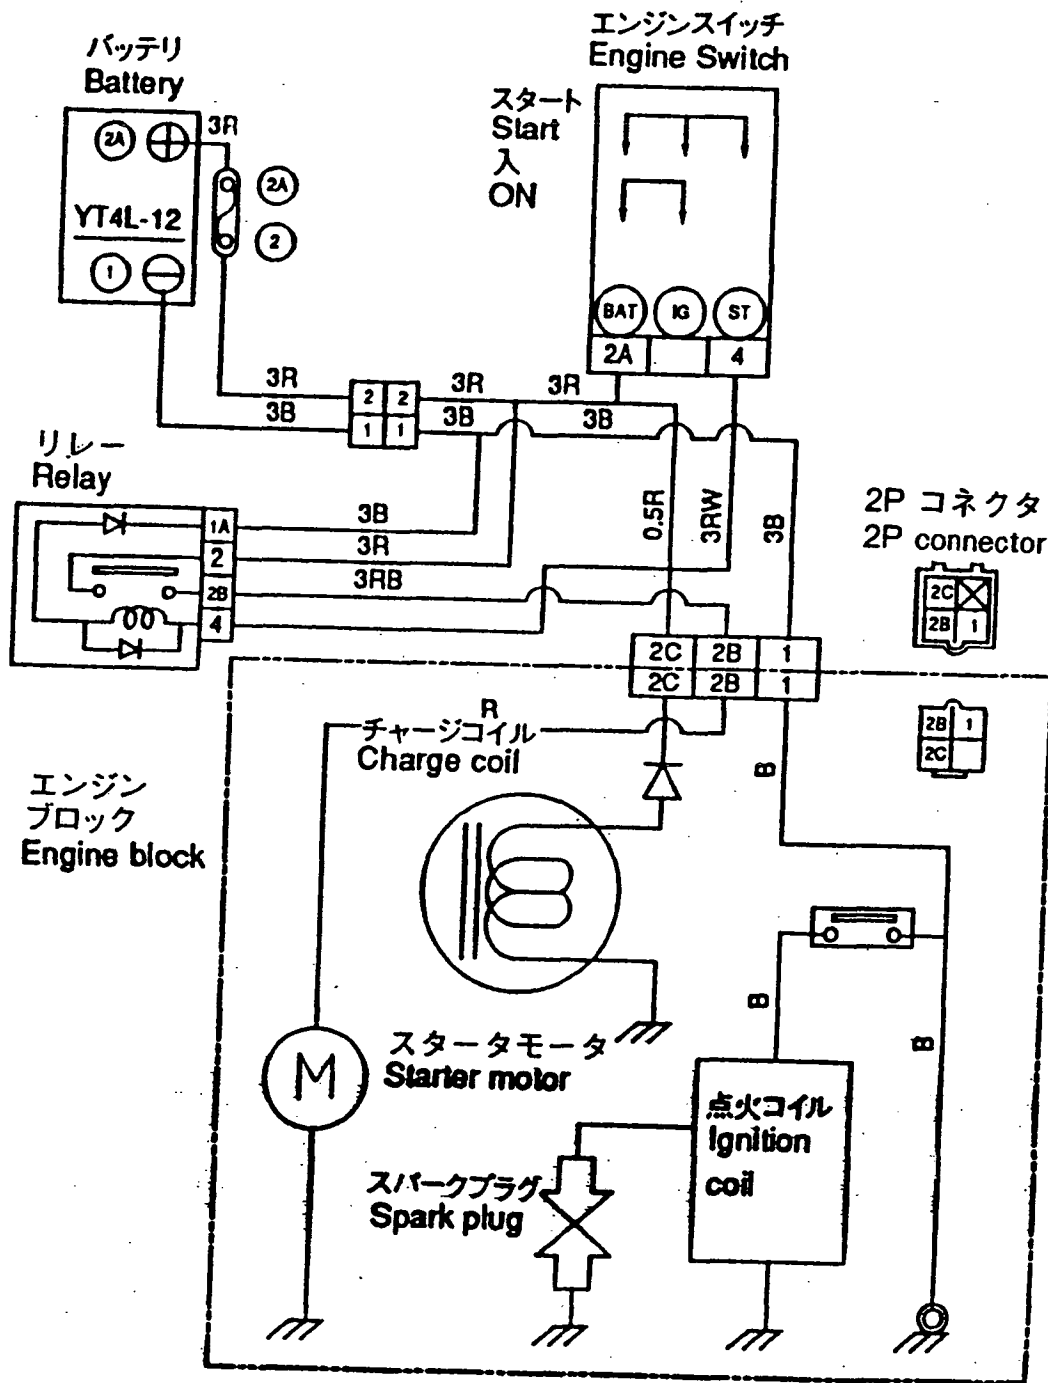 エンジンスイッチ
Engine Switch
バッテリ
Battery
スタート
Start
入
ON
2A
3R
2A
YT4L-12
2
1
BAT
IG
ST
2A
4
3R
2
2
3R
3R
3B
1
1
3B
3B
リレー
Relay
1A
3B
2
3R
2B
3RB
4
0.5R
3RW
3B
2P コネクタ
2P connector
2C
2B
1
2C
2B
1
2C
2B
1
2B
1
2C
R
チャージコイル
Charge coil
B
エンジン
ブロック
Engine block
B
B
スタータモータ
Starter motor
M
点火コイル
Ignition
coil
スパークプラグ
Spark plug